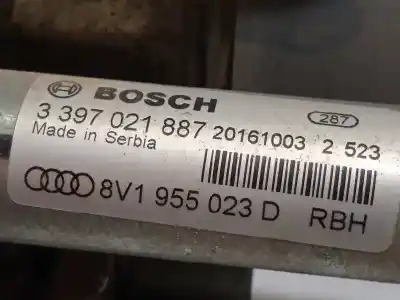 BOSCH
287
3 397 021 887 20161003 2 523
Made in Serbia
8V1 955 023 D RBH